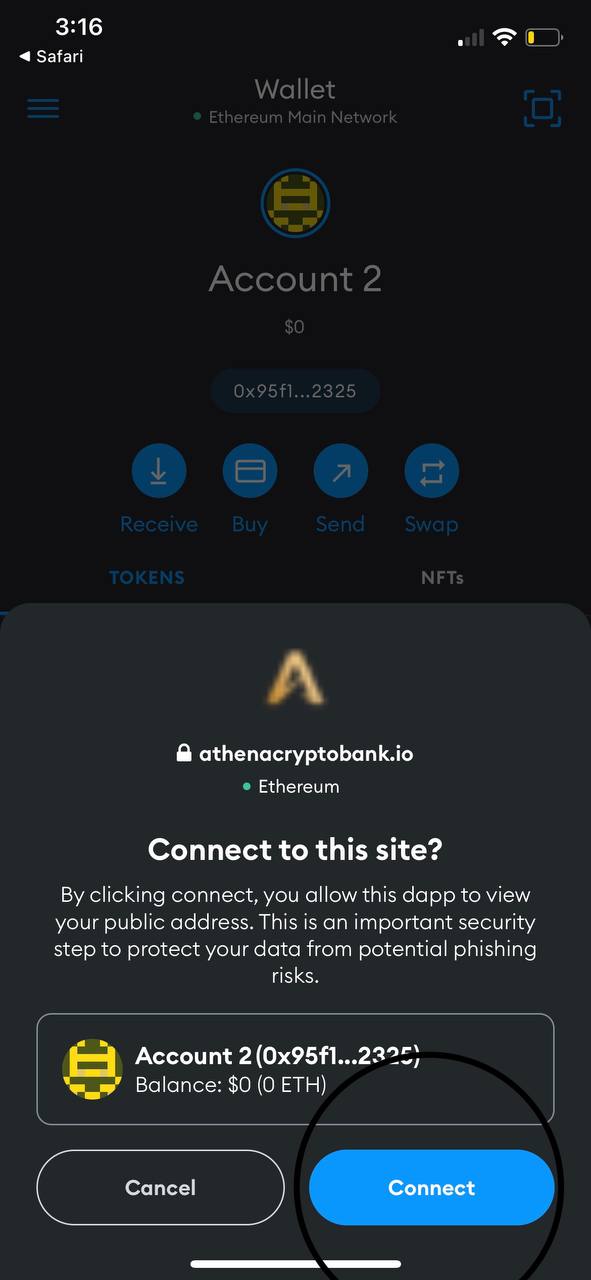 3:16
Safari
Wallet
Ethereum Main Network
Account 2
$0
0x95f1...2325
Receive Buy Send Swap
TOKENS NFTs
athenacryptobank.io
Ethereum
Connect to this site?
By clicking connect, you allow this dapp to view
your public address. This is an important security
step to protect your data from potential phishing
risks.
Account 2 (0x95f1...2325)
Balance: $0 (0 ETH)
Cancel Connect